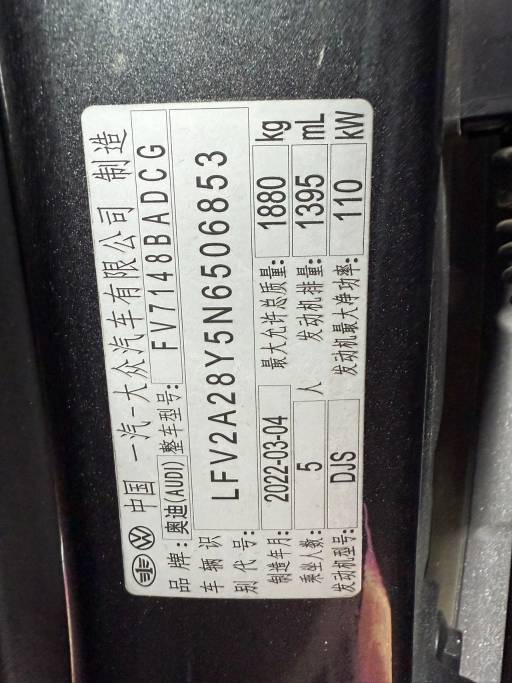 中国 一汽-大众汽车有限公司 制造
品牌: 奥迪(AUDI) 整车型号: FV7148BADCG
车辆识别代号: LFV2A28Y5N6506853
制造年月: 2022-03-04 最大允许总质量: 1880 kg
乘坐人数: 5 人 发动机排量: 1395 mL
发动机型号: DJS 发动机最大净功率: 110 kW